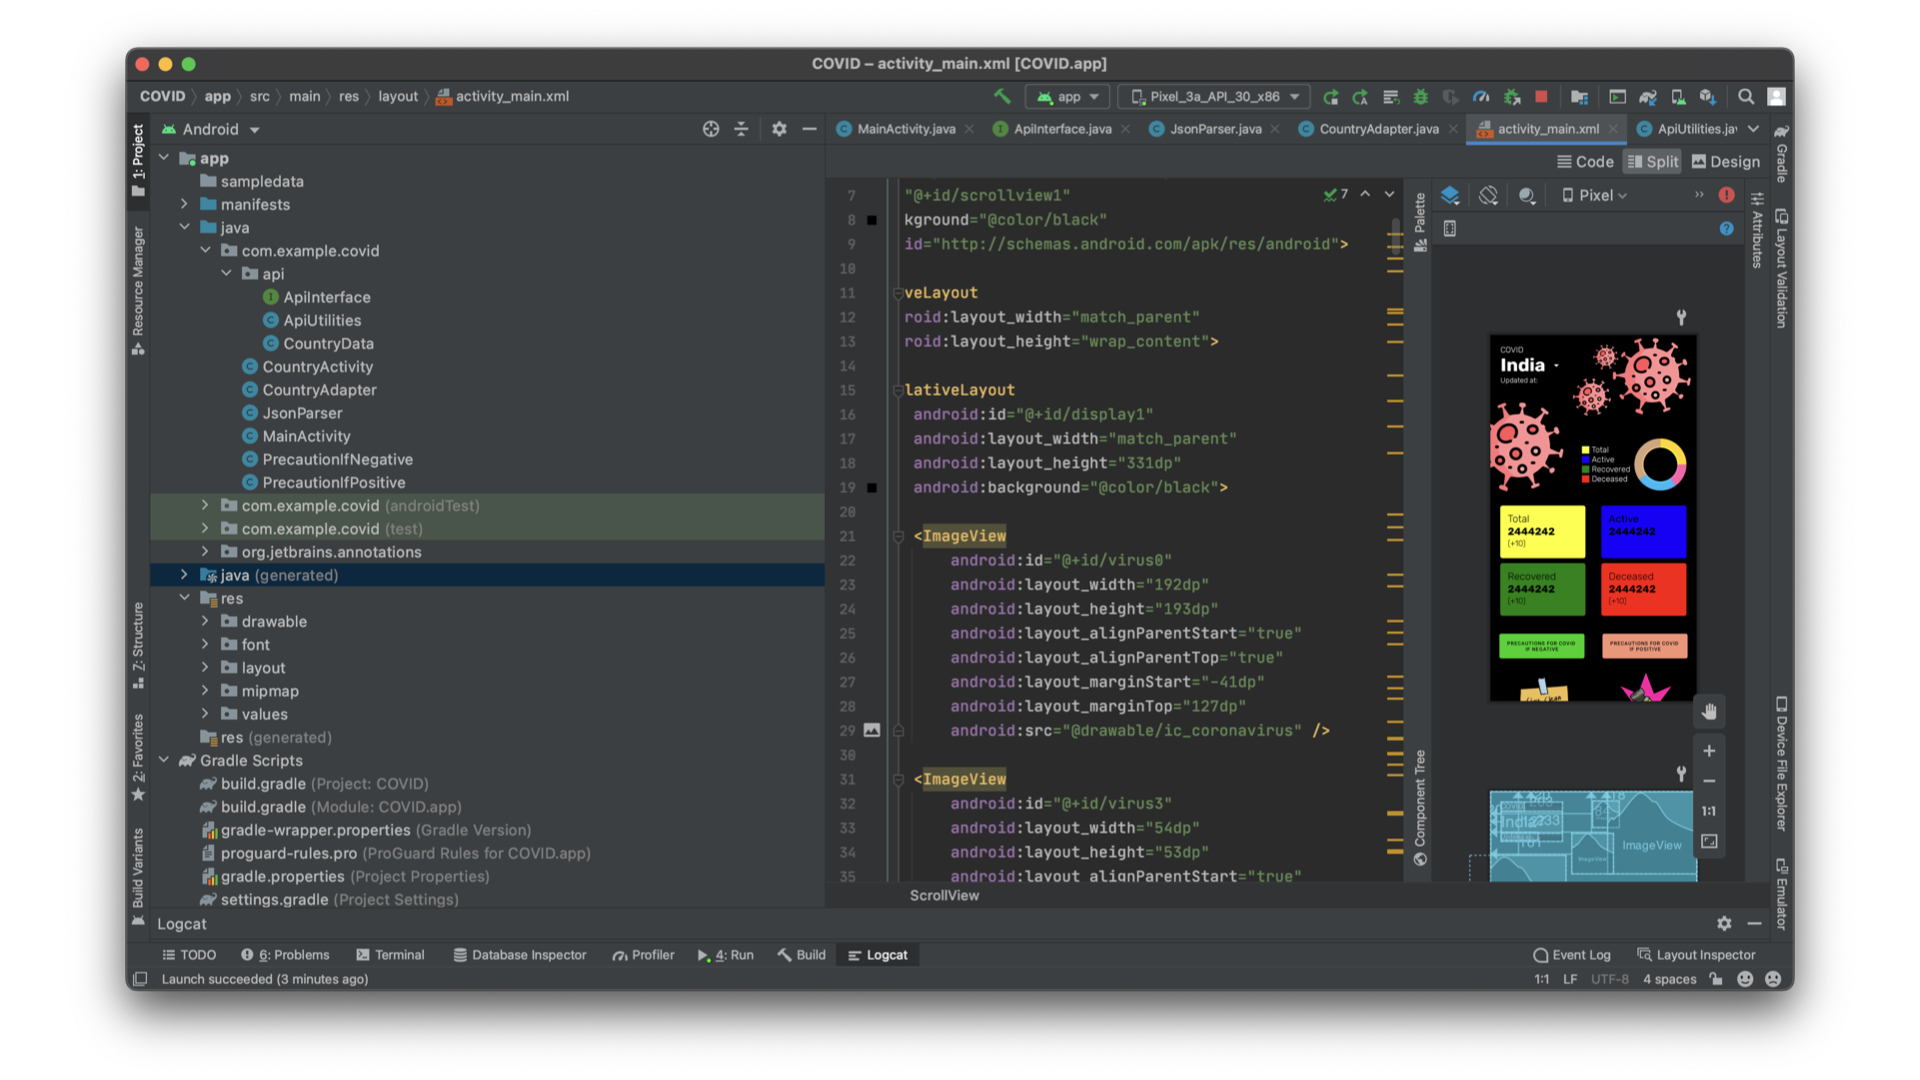 COVID – activity_main.xml [COVID.app]
COVID app src main res layout activity_main.xml
app Pixel_3a_API_30_x86
Android
MainActivity.java ApiInterface.java JsonParser.java CountryAdapter.java activity_main.xml ApiUtilities.jav
Code Split Design
1: Project
Resource Manager
Z: Structure
2: Favorites
Build Variants
app
sampledata
manifests
java
com.example.covid
api
ApiInterface
ApiUtilities
CountryData
CountryActivity
CountryAdapter
JsonParser
MainActivity
PrecautionIfNegative
PrecautionIfPositive
com.example.covid (androidTest)
com.example.covid (test)
org.jetbrains.annotations
java (generated)
res
drawable
font
layout
mipmap
values
res (generated)
Gradle Scripts
build.gradle (Project: COVID)
build.gradle (Module: COVID.app)
gradle-wrapper.properties (Gradle Version)
proguard-rules.pro (ProGuard Rules for COVID.app)
gradle.properties (Project Properties)
settings.gradle (Project Settings)
7 "@+id/scrollview1"
8 kground="@color/black"
9 id="http://schemas.android.com/apk/res/android">
10
11 veLayout
12 roid:layout_width="match_parent"
13 roid:layout_height="wrap_content">
14
15 lativeLayout
16 android:id="@+id/display1"
17 android:layout_width="match_parent"
18 android:layout_height="331dp"
19 android:background="@color/black">
20
21 <ImageView
22 android:id="@+id/virus0"
23 android:layout_width="192dp"
24 android:layout_height="193dp"
25 android:layout_alignParentStart="true"
26 android:layout_alignParentTop="true"
27 android:layout_marginStart="-41dp"
28 android:layout_marginTop="127dp"
29 android:src="@drawable/ic_coronavirus" />
30
31 <ImageView
32 android:id="@+id/virus3"
33 android:layout_width="54dp"
34 android:layout_height="53dp"
35 android:layout_alignParentStart="true"
7
ScrollView
Palette
Component Tree
Pixel
COVID
India
Updated at:
Total
Active
Recovered
Deceased
Total
2444242
(+10)
Active
2444242
Recovered
2444242
(+10)
Deceased
2444242
(+10)
PRECAUTIONS FOR COVID
IF NEGATIVE
PRECAUTIONS FOR COVID
IF POSITIVE
ImageView
1:1
Attributes
Gradle
Layout Validation
Device File Explorer
Emulator
Logcat
TODO 6: Problems Terminal Database Inspector Profiler 4: Run Build Logcat Event Log Layout Inspector
Launch succeeded (3 minutes ago) 1:1 LF UTF-8 4 spaces